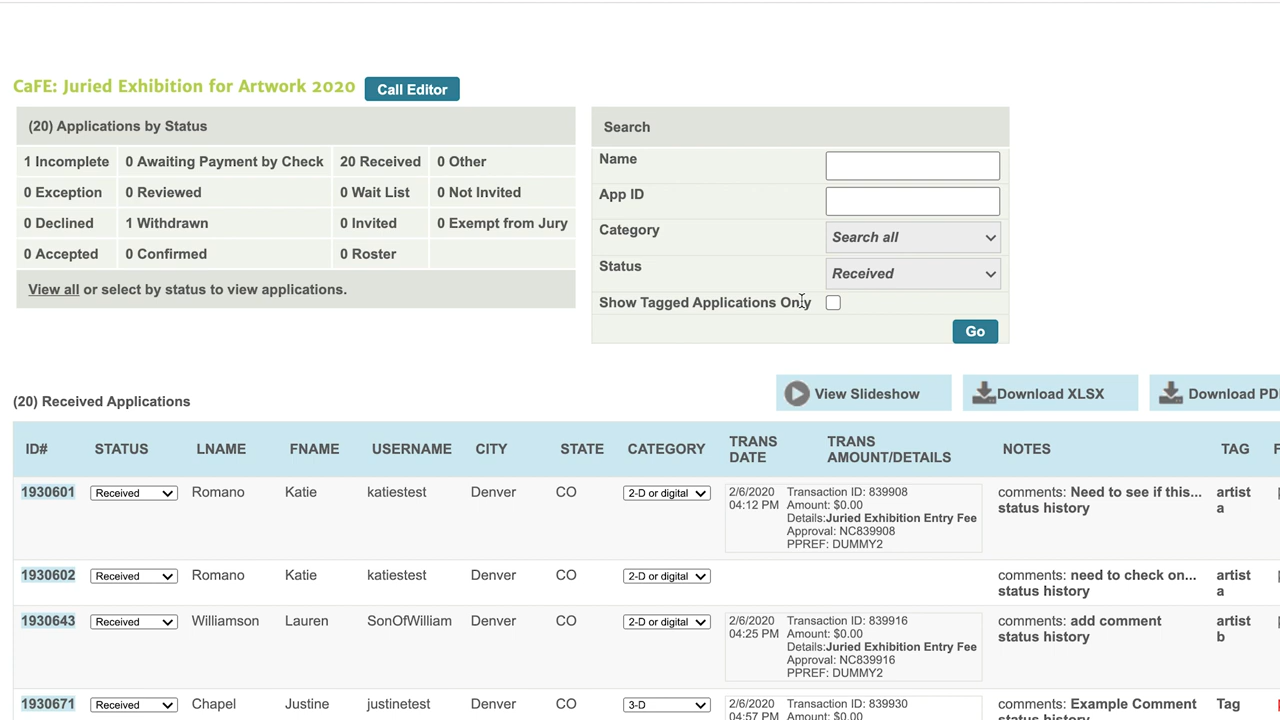 CaFE: Juried Exhibition for Artwork 2020 Call Editor
(20) Applications by Status
1 Incomplete 0 Awaiting Payment by Check 20 Received 0 Other
0 Exception 0 Reviewed 0 Wait List 0 Not Invited
0 Declined 1 Withdrawn 0 Invited 0 Exempt from Jury
0 Accepted 0 Confirmed 0 Roster
View all or select by status to view applications.
Search
Name
App ID
Category Search all
Status Received
Show Tagged Applications Only
Go
(20) Received Applications
View Slideshow Download XLSX Download
ID# STATUS LNAME FNAME USERNAME CITY STATE CATEGORY TRANS DATE TRANS AMOUNT/DETAILS NOTES TAG
1930601 Received Romano Katie katiestest Denver CO 2-D or digital 2/6/2020 04:12 PM
Transaction ID: 839908
Amount: $0.00
Details:Juried Exhibition Entry Fee
Approval: NC839908
PPREF: DUMMY2
comments: Need to see if this...
status history
artist
a
1930602 Received Romano Katie katiestest Denver CO 2-D or digital
comments: need to check on...
status history
artist
a
1930643 Received Williamson Lauren SonOfWilliam Denver CO 2-D or digital 2/6/2020 04:25 PM
Transaction ID: 839916
Amount: $0.00
Details:Juried Exhibition Entry Fee
Approval: NC839916
PPREF: DUMMY2
comments: add comment
status history
artist
b
1930671 Received Chapel Justine justinetest Denver CO 3-D 2/6/2020 04:57 PM
Transaction ID: 839930
Amount: $0.00
comments: Example Comment
status history
Tag